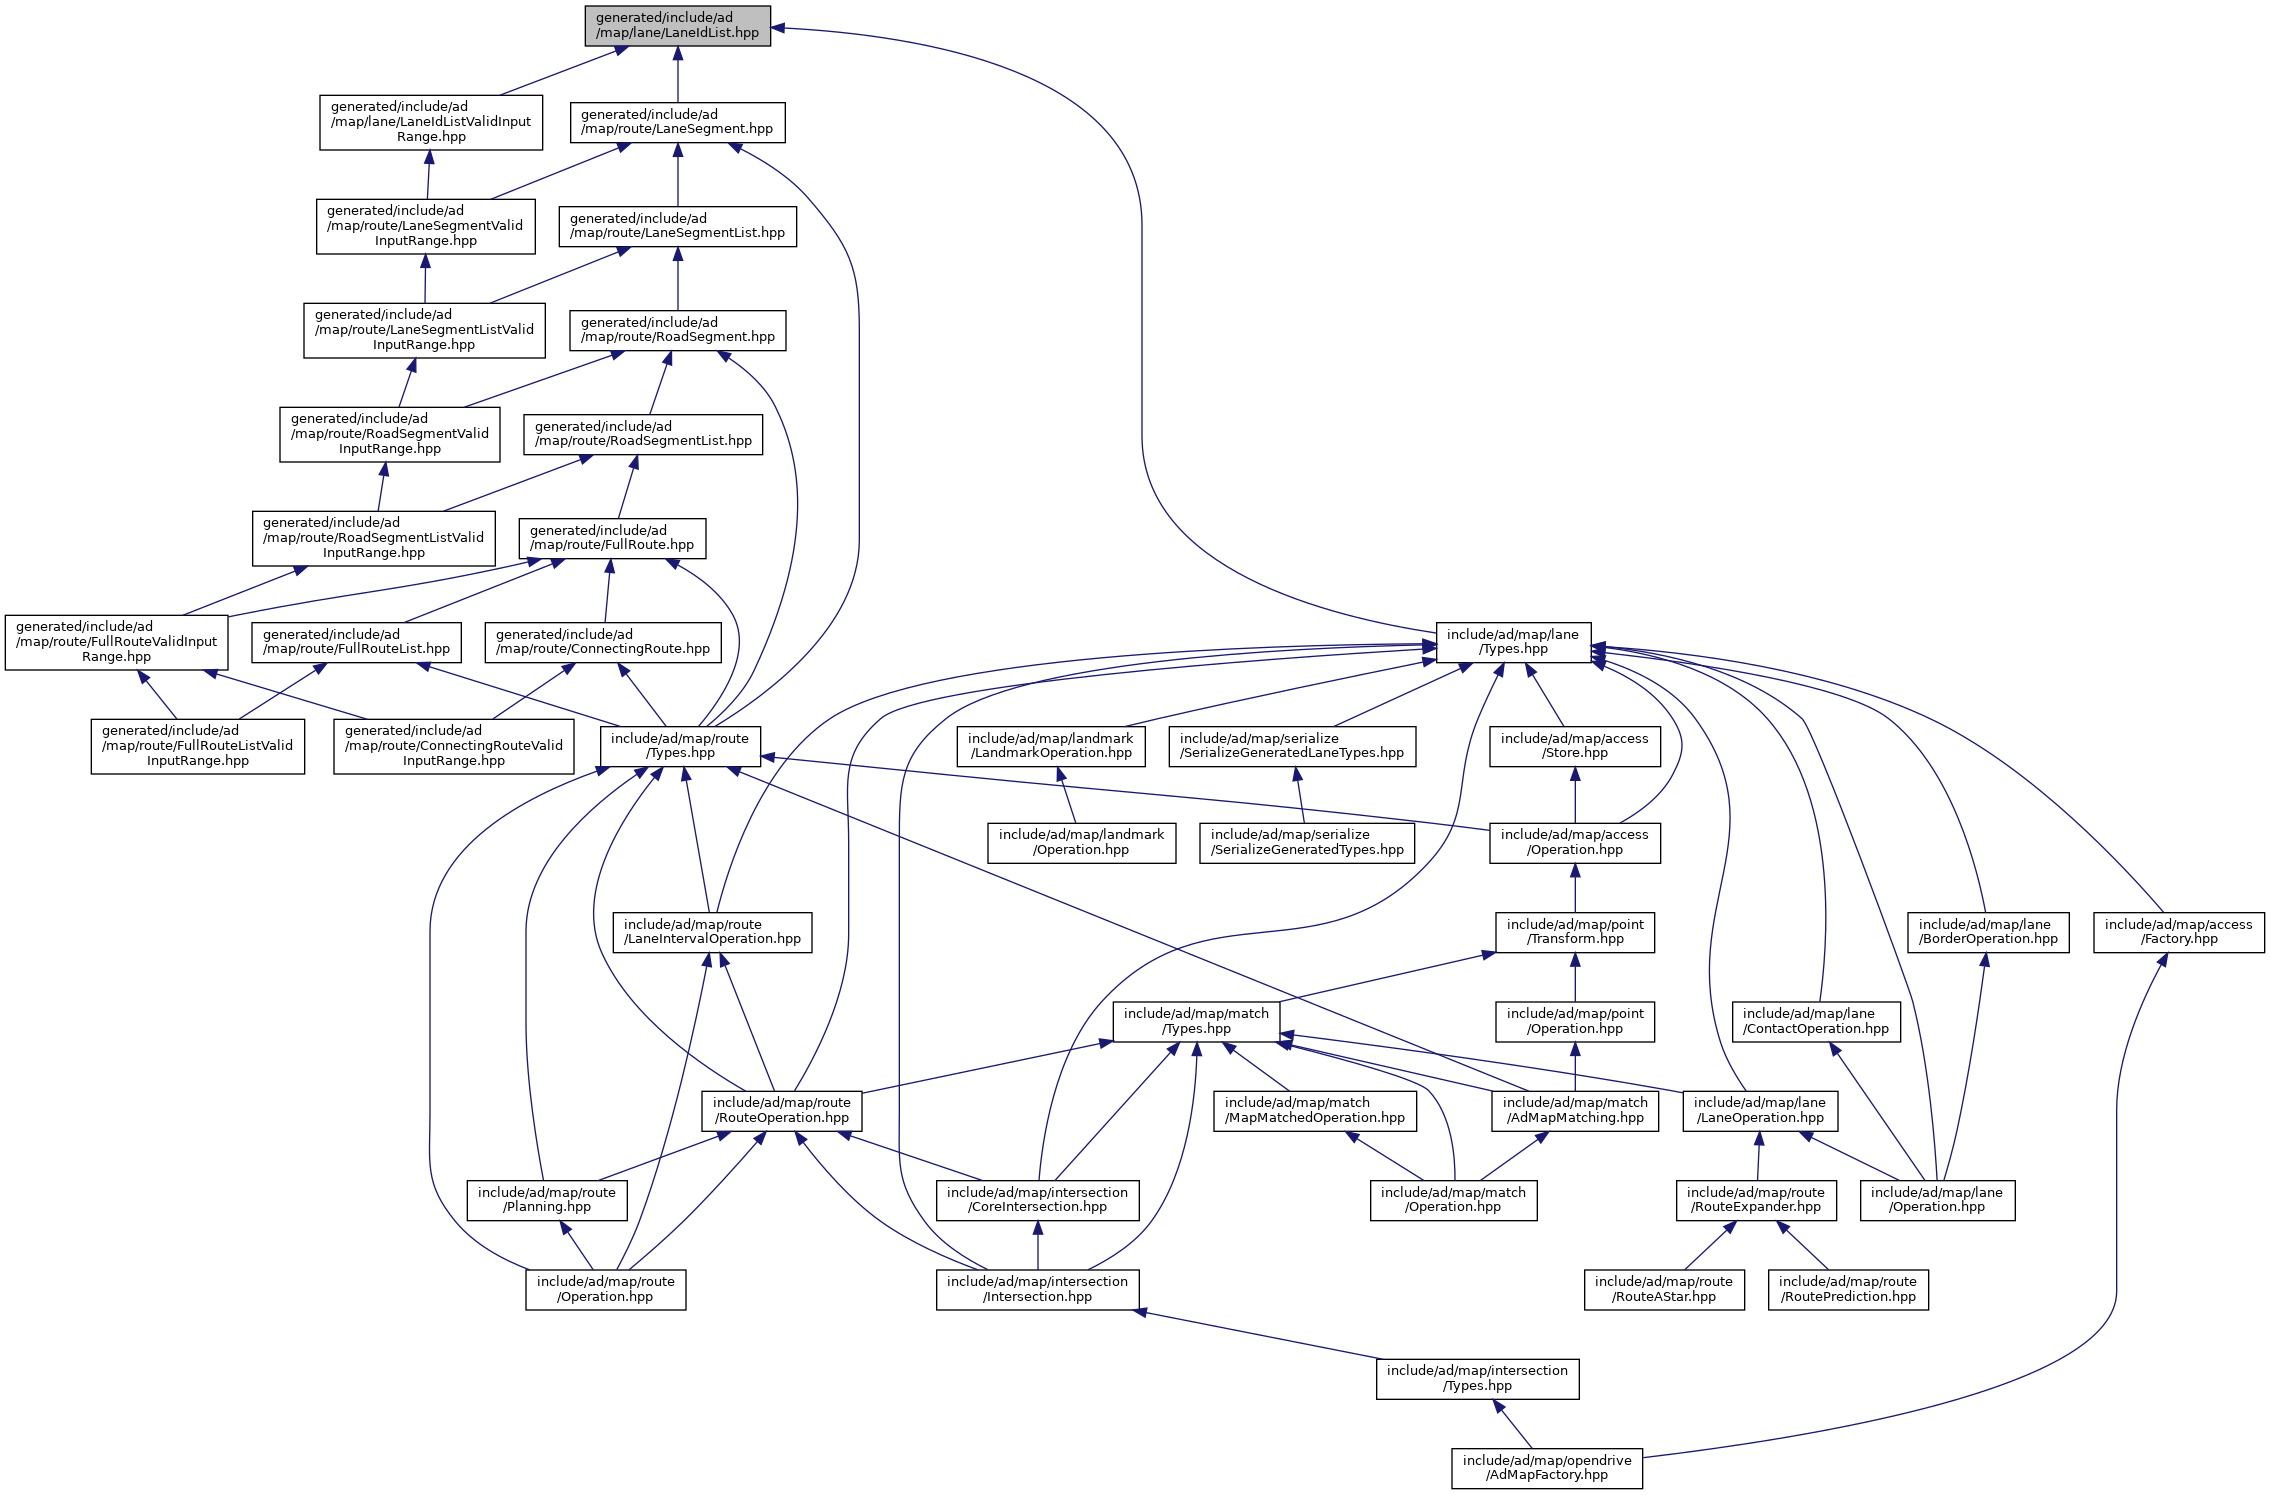 generated/include/ad
/map/lane/LaneIdList.hpp
generated/include/ad
/map/lane/LaneIdListValidInput
Range.hpp
generated/include/ad
/map/route/LaneSegment.hpp
generated/include/ad
/map/route/LaneSegmentValid
InputRange.hpp
generated/include/ad
/map/route/LaneSegmentList.hpp
generated/include/ad
/map/route/LaneSegmentListValid
InputRange.hpp
generated/include/ad
/map/route/RoadSegment.hpp
generated/include/ad
/map/route/RoadSegmentValid
InputRange.hpp
generated/include/ad
/map/route/RoadSegmentList.hpp
generated/include/ad
/map/route/RoadSegmentListValid
InputRange.hpp
generated/include/ad
/map/route/FullRoute.hpp
generated/include/ad
/map/route/FullRouteValidInput
Range.hpp
generated/include/ad
/map/route/FullRouteList.hpp
generated/include/ad
/map/route/ConnectingRoute.hpp
include/ad/map/lane
/Types.hpp
generated/include/ad
/map/route/FullRouteListValid
InputRange.hpp
generated/include/ad
/map/route/ConnectingRouteValid
InputRange.hpp
include/ad/map/route
/Types.hpp
include/ad/map/landmark
/LandmarkOperation.hpp
include/ad/map/serialize
/SerializeGeneratedLaneTypes.hpp
include/ad/map/access
/Store.hpp
include/ad/map/landmark
/Operation.hpp
include/ad/map/serialize
/SerializeGeneratedTypes.hpp
include/ad/map/access
/Operation.hpp
include/ad/map/route
/LaneIntervalOperation.hpp
include/ad/map/point
/Transform.hpp
include/ad/map/lane
/BorderOperation.hpp
include/ad/map/access
/Factory.hpp
include/ad/map/match
/Types.hpp
include/ad/map/point
/Operation.hpp
include/ad/map/lane
/ContactOperation.hpp
include/ad/map/route
/RouteOperation.hpp
include/ad/map/match
/MapMatchedOperation.hpp
include/ad/map/match
/AdMapMatching.hpp
include/ad/map/lane
/LaneOperation.hpp
include/ad/map/route
/Planning.hpp
include/ad/map/intersection
/CoreIntersection.hpp
include/ad/map/match
/Operation.hpp
include/ad/map/route
/RouteExpander.hpp
include/ad/map/lane
/Operation.hpp
include/ad/map/route
/Operation.hpp
include/ad/map/intersection
/Intersection.hpp
include/ad/map/route
/RouteAStar.hpp
include/ad/map/route
/RoutePrediction.hpp
include/ad/map/intersection
/Types.hpp
include/ad/map/opendrive
/AdMapFactory.hpp